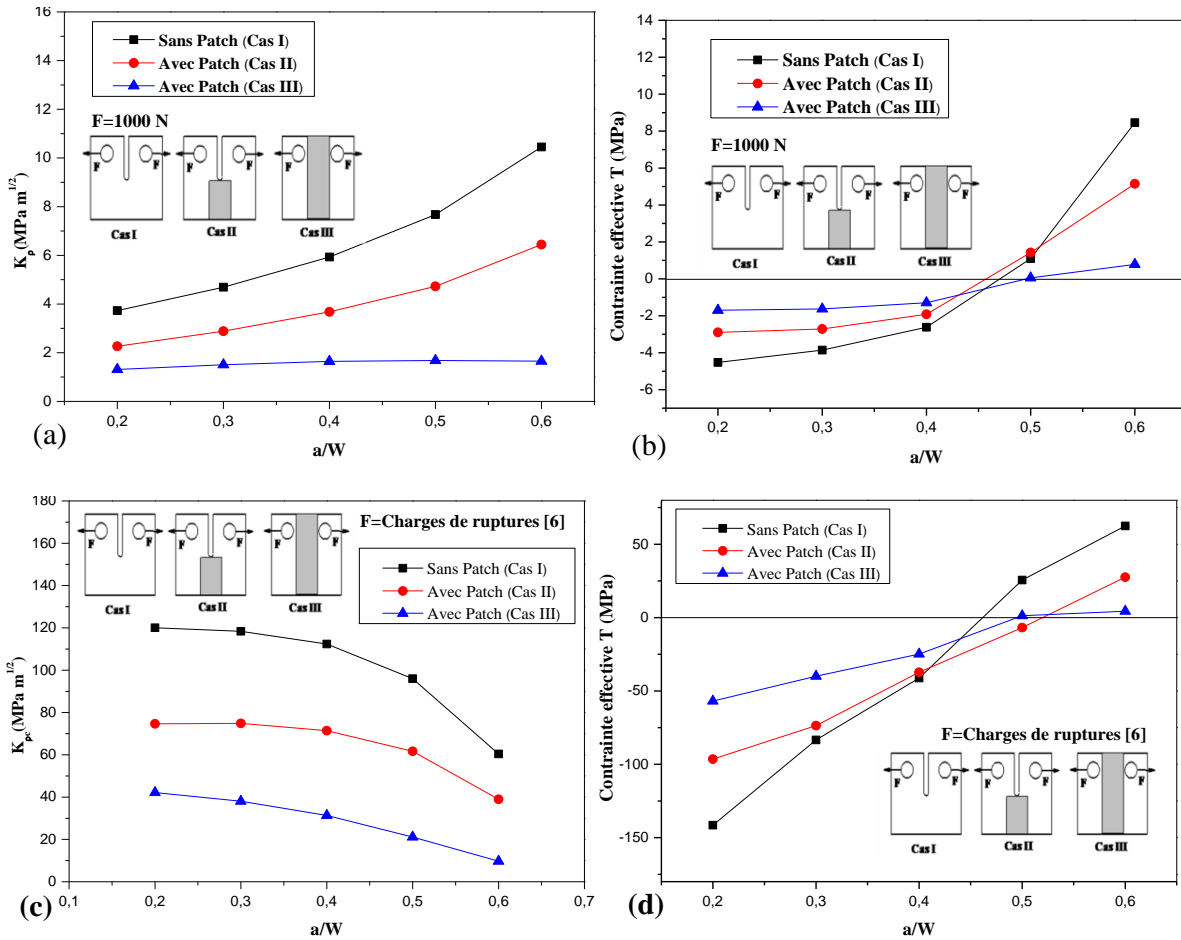 16
14
12
10
8
6
4
2
0
K_ρ (MPa m^1/2)
Sans Patch (Cas I)
Avec Patch (Cas II)
Avec Patch (Cas III)
F=1000 N
F F F F F F
Cas I Cas II Cas III
0,2 0,3 0,4 0,5 0,6
a/W
(a)
14
12
10
8
6
4
2
0
-2
-4
-6
Contrainte effective T (MPa)
Sans Patch (Cas I)
Avec Patch (Cas II)
Avec Patch (Cas III)
F=1000 N
F F F F F F
Cas I Cas II Cas III
0,2 0,3 0,4 0,5 0,6
a/W
(b)
180
160
140
120
100
80
60
40
20
0
K_ρc (MPa m^1/2)
F=Charges de ruptures [6]
Sans Patch (Cas I)
Avec Patch (Cas II)
Avec Patch (Cas III)
F F F F F F
Cas I Cas II Cas III
0,1 0,2 0,3 0,4 0,5 0,6 0,7
a/W
(c)
50
0
-50
-100
-150
Contrainte effective T (MPa)
Sans Patch (Cas I)
Avec Patch (Cas II)
Avec Patch (Cas III)
F=Charges de ruptures [6]
F F F F F F
Cas I Cas II Cas III
0,2 0,3 0,4 0,5 0,6
a/W
(d)